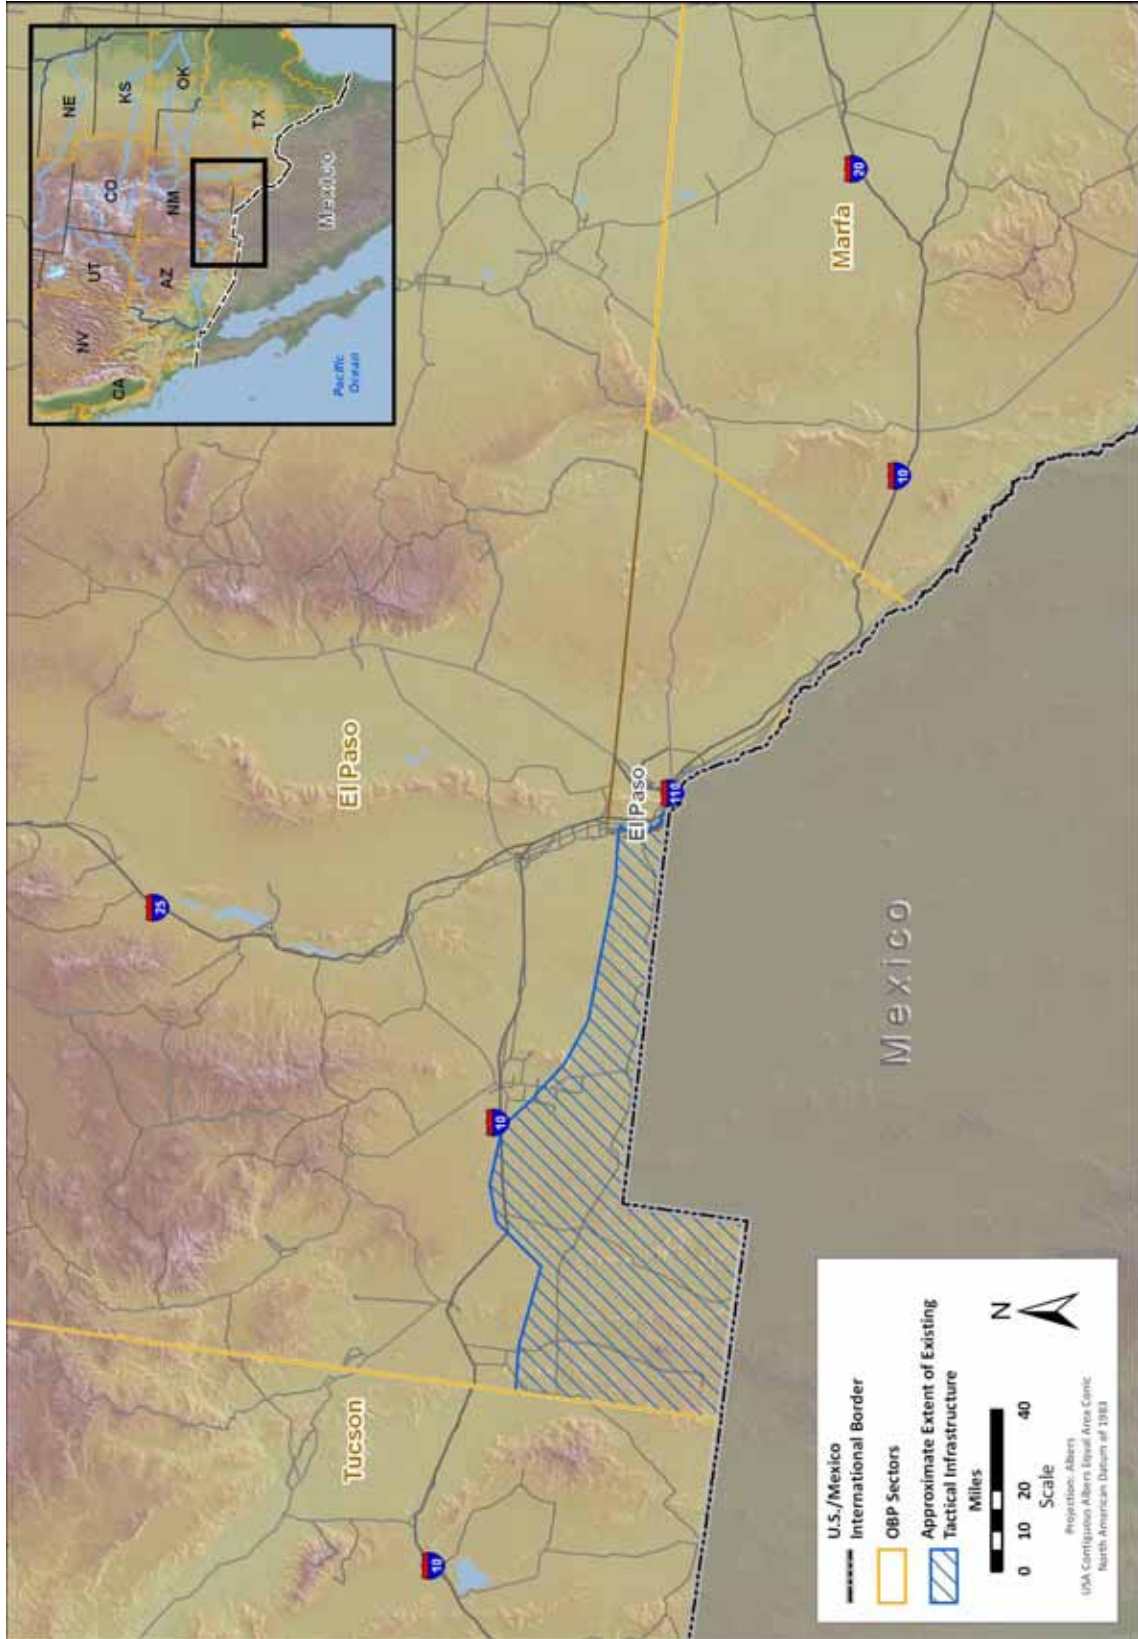 NV
UT
CO
NE
KS
OK
CA
AZ
NM
TX
Mexico
Pacific
Ocean
25
El Paso
Tucson
10
10
El Paso
110
Marfa
20
10
Mexico
U.S./Mexico
International Border
OBP Sectors
Approximate Extent of Existing
Tactical Infrastructure
Miles
0 10 20 40
Scale
N
Projection: Albers
USA Contiguous Albers Equal Area Conic
North American Datum of 1983